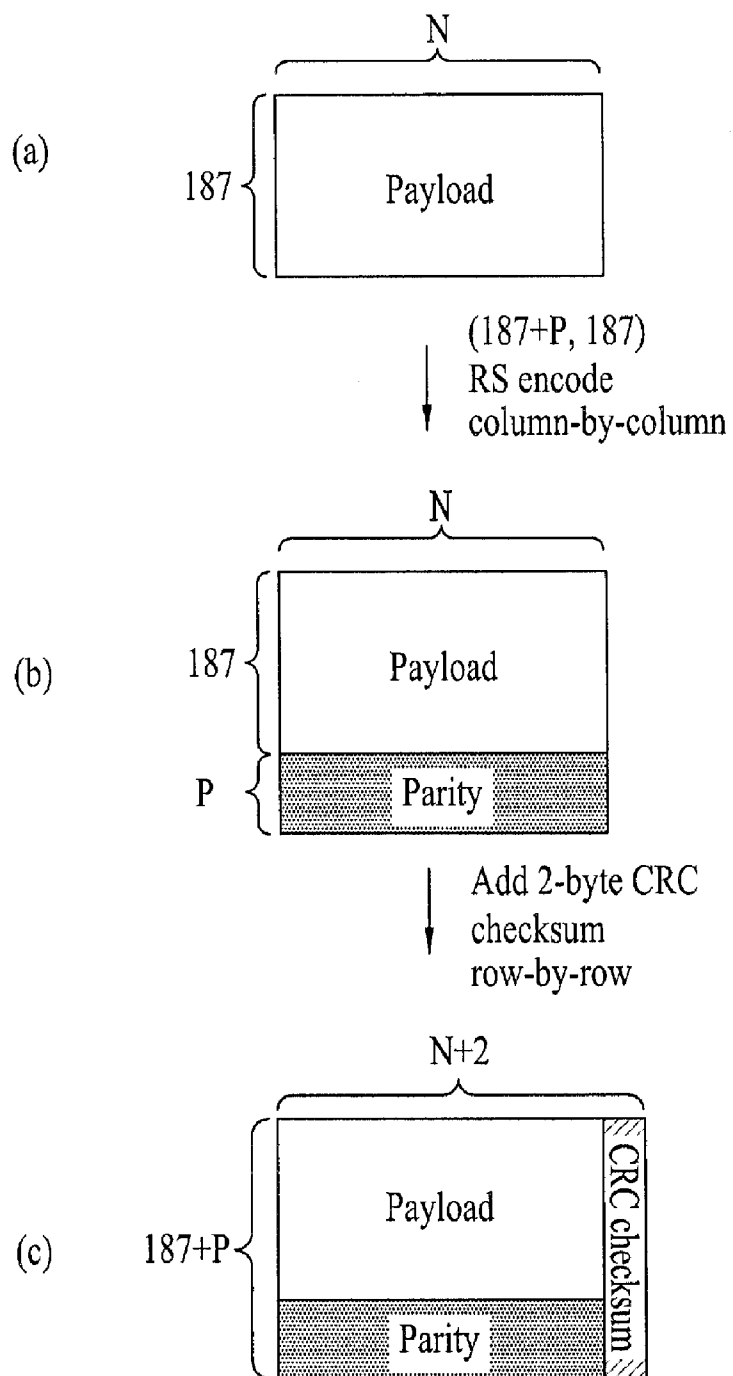 N
(a)
187
Payload
(187+P, 187)
RS encode
column-by-column
N
(b)
187
Payload
P
Parity
Add 2-byte CRC
checksum
row-by-row
N+2
(c)
187+P
Payload
CRC checksum
Parity